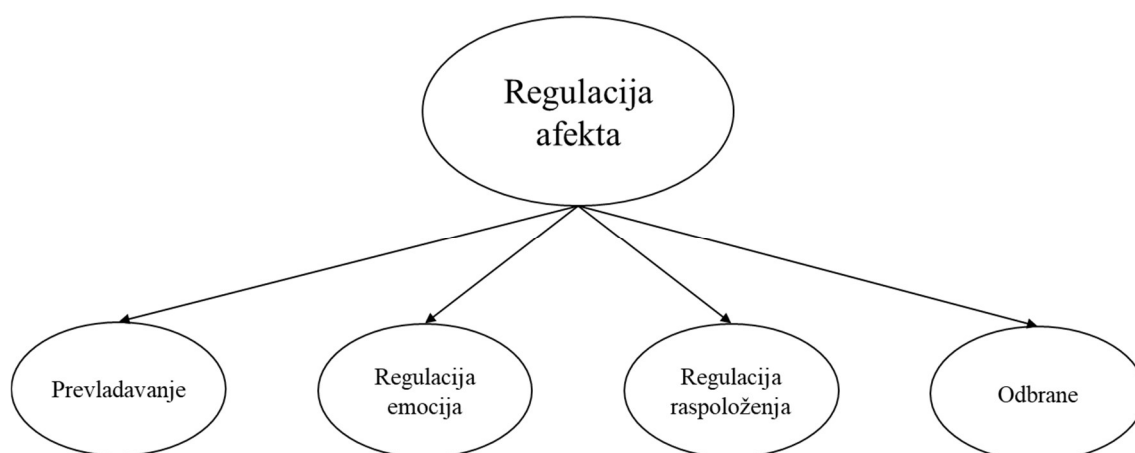 Regulacija
afekta
Prevladavanje
Regulacija
emocija
Regulacija
raspoloženja
Odbrane